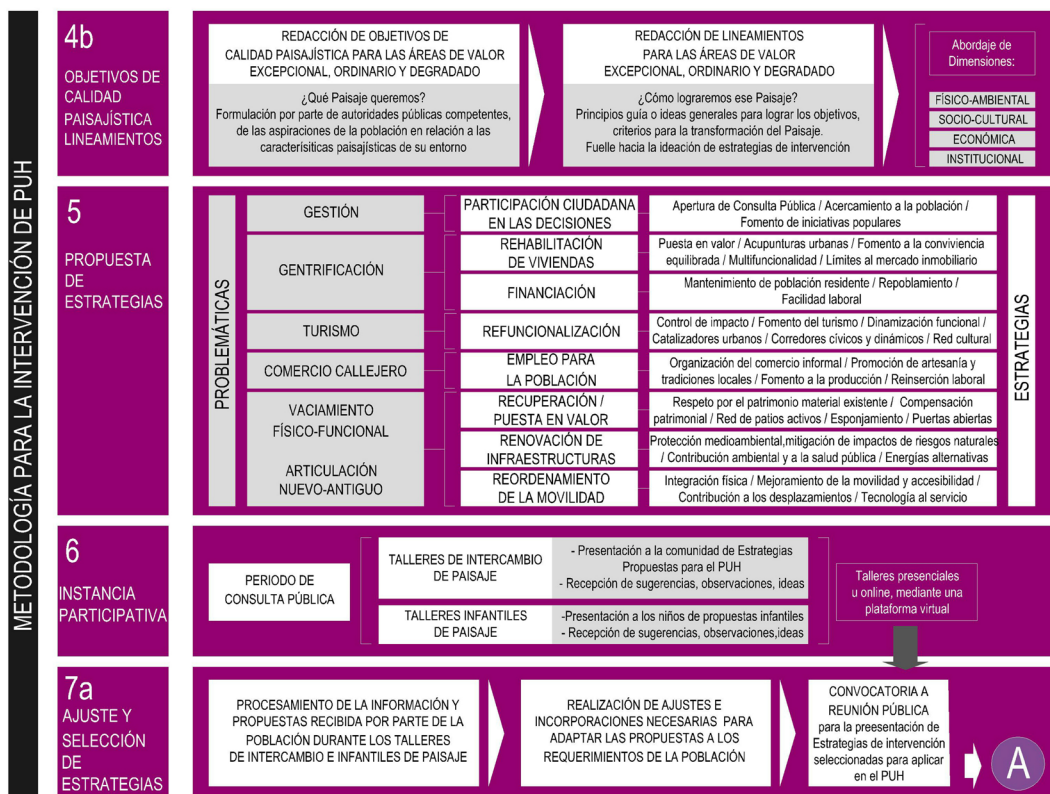 METODOLOGÍA PARA LA INTERVENCIÓN DE PUH
4b
OBJETIVOS DE
CALIDAD
PAISAJÍSTICA
LINEAMIENTOS
REDACCIÓN DE OBJETIVOS DE
CALIDAD PAISAJÍSTICA PARA LAS ÁREAS DE VALOR
EXCEPCIONAL, ORDINARIO Y DEGRADADO
¿Qué Paisaje queremos?
Formulación por parte de autoridades públicas competentes,
de las aspiraciones de la población en relación a las
caracterísiticas paisajísticas de su entorno
REDACCIÓN DE LINEAMIENTOS
PARA LAS ÁREAS DE VALOR
EXCEPCIONAL, ORDINARIO Y DEGRADADO
¿Cómo lograremos ese Paisaje?
Principios guía o ideas generales para lograr los objetivos,
criterios para la transformación del Paisaje.
Fuelle hacia la ideación de estrategias de intervención
Abordaje de
Dimensiones:
FÍSICO-AMBIENTAL
SOCIO-CULTURAL
ECONÓMICA
INSTITUCIONAL
5
PROPUESTA
DE
ESTRATEGIAS
PROBLEMÁTICAS
GESTIÓN
PARTICIPACIÓN CIUDADANA
EN LAS DECISIONES
Apertura de Consulta Pública / Acercamiento a la población /
Fomento de iniciativas populares
GENTRIFICACIÓN
REHABILITACIÓN
DE VIVIENDAS
Puesta en valor / Acupunturas urbanas / Fomento a la conviviencia
equilibrada / Multifuncionalidad / Límites al mercado inmobiliario
FINANCIACIÓN
Mantenimiento de población residente / Repoblamiento /
Facilidad laboral
TURISMO
REFUNCIONALIZACIÓN
Control de impacto / Fomento del turismo / Dinamización funcional /
Catalizadores urbanos / Corredores cívicos y dinámicos / Red cultural
COMERCIO CALLEJERO
EMPLEO PARA
LA POBLACIÓN
Organización del comercio informal / Promoción de artesanía y
tradiciones locales / Fomento a la producción / Reinserción laboral
VACIAMIENTO
FÍSICO-FUNCIONAL
ARTICULACIÓN
NUEVO-ANTIGUO
RECUPERACIÓN /
PUESTA EN VALOR
Respeto por el patrimonio material existente / Compensación
patrimonial / Red de patios activos / Esponjamiento / Puertas abiertas
RENOVACIÓN DE
INFRAESTRUCTURAS
Protección medioambiental,mitigación de impactos de riesgos naturales
/ Contribución ambiental y a la salud pública / Energías alternativas
REORDENAMIENTO
DE LA MOVILIDAD
Integración física / Mejoramiento de la movilidad y accesibilidad /
Contribución a los desplazamientos / Tecnología al servicio
ESTRATEGIAS
6
INSTANCIA
PARTICIPATIVA
PERIODO DE
CONSULTA PÚBLICA
TALLERES DE INTERCAMBIO
DE PAISAJE
- Presentación a la comunidad de Estrategias
Propuestas para el PUH
- Recepción de sugerencias, observaciones, ideas
TALLERES INFANTILES
DE PAISAJE
-Presentación a los niños de propuestas infantiles
- Recepción de sugerencias, observaciones,ideas
Talleres presenciales
u online, mediante una
plataforma virtual
7a
AJUSTE Y
SELECCIÓN
DE
ESTRATEGIAS
PROCESAMIENTO DE LA INFORMACIÓN Y
PROPUESTAS RECIBIDA POR PARTE DE LA
POBLACIÓN DURANTE LOS TALLERES
DE INTERCAMBIO E INFANTILES DE PAISAJE
REALIZACIÓN DE AJUSTES E
INCORPORACIONES NECESARIAS PARA
ADAPTAR LAS PROPUESTAS A LOS
REQUERIMIENTOS DE LA POBLACIÓN
CONVOCATORIA A
REUNIÓN PÚBLICA
para la preesentación de
Estrategias de intervención
seleccionadas para aplicar
en el PUH
A